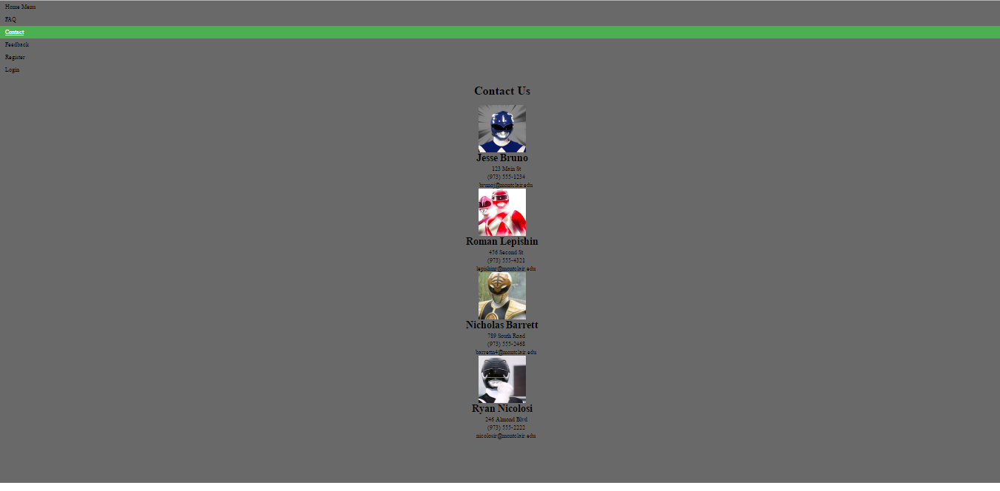 Home Menu
FAQ
Contact
Feedback
Register
Login
Contact Us
Jesse Bruno
123 Main St
(973) 555-1234
brunoj@montclair.edu
Roman Lepishin
456 Second St
(973) 555-4321
lepishinr@montclair.edu
Nicholas Barrett
789 South Road
(973) 555-2468
barrettn4@montclair.edu
Ryan Nicolosi
246 Almond Blvd
(973) 555-2222
nicolosir@montclair.edu